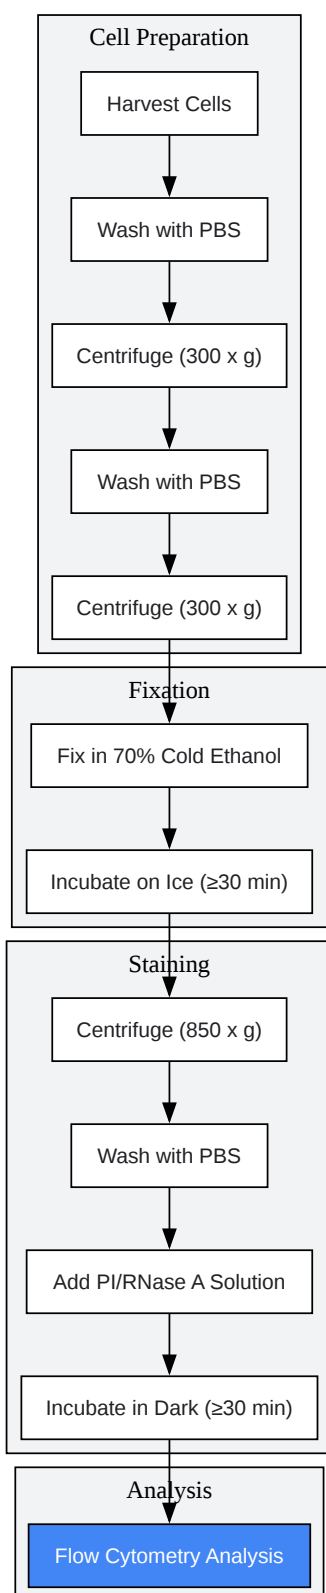 Cell Preparation
Harvest Cells
Wash with PBS
Centrifuge (300 x g)
Wash with PBS
Centrifuge (300 x g)
Fixation
Fix in 70% Cold Ethanol
Incubate on Ice (≥30 min)
Staining
Centrifuge (850 x g)
Wash with PBS
Add PI/RNase A Solution
Incubate in Dark (≥30 min)
Analysis
Flow Cytometry Analysis